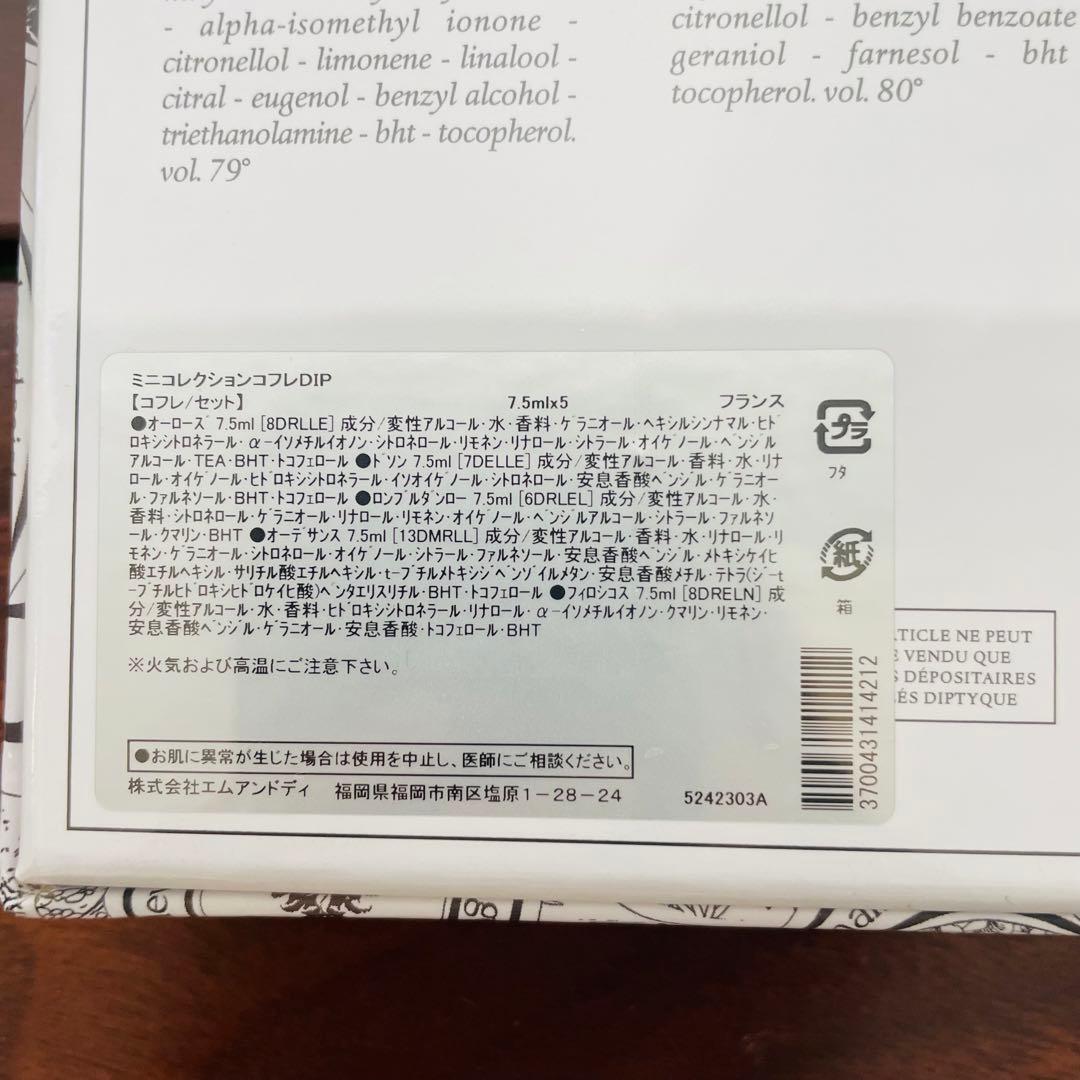 - alpha-isomethyl ionone -
citronellol - limonene - linalool -
citral - eugenol - benzyl alcohol -
triethanolamine - bht - tocopherol.
vol. 79°
citronellol - benzyl benzoate
geraniol - farnesol - bht
tocopherol. vol. 80°
ミニコレクションコフレDIP
【コフレ/セット】 7.5mlx5 フランス
●オーローズ 7.5ml [8DRLLE] 成分/変性アルコール・水・香料・ゲラニオール・ヘキシルシンナマル・ヒド
ロキシシトロネラール・α-イソメチルイオノン・シトロネロール・リモネン・リナロール・シトラール・オイゲノール・ベンジル
アルコール・TEA・BHT・トコフェロール ●ドソン 7.5ml [7DELLE] 成分/変性アルコール・香料・水・リナ
ロール・オイゲノール・ヒドロキシシトロネラール・イソオイゲノール・シトロネロール・安息香酸ベンジル・ゲラニオー
ル・ファルネソール・BHT・トコフェロール ●ロンブルダンロー 7.5ml [6DRLEL] 成分/変性アルコール・水・
香料・シトロネロール・ゲラニオール・リナロール・リモネン・オイゲノール・ベンジルアルコール・シトラール・ファルネソ
ール・クマリン・BHT ●オーデサンス 7.5ml [13DMRLL] 成分/変性アルコール・香料・水・リナロール・リ
モネン・ゲラニオール・シトロネロール・オイゲノール・シトラール・ファルネソール・安息香酸ベンジル・メトキシケイヒ
酸エチルヘキシル・サリチル酸エチルヘキシル・t-ブチルメトキシジベンゾイルメタン・安息香酸メチル・テトラ(ジ-t
-ブチルヒドロキシヒドロケイヒ酸)ペンタエリスリチル・BHT・トコフェロール ●フィロシコス 7.5ml [8DRELN] 成
分/変性アルコール・水・香料・ヒドロキシシトロネラール・リナロール・α-イソメチルイオノン・クマリン・リモネン・
安息香酸ベンジル・ゲラニオール・安息香酸・トコフェロール・BHT
※火気および高温にご注意下さい。
●お肌に異常が生じた場合は使用を中止し、医師にご相談ください。
株式会社エムアンドディ 福岡県福岡市南区塩原1-28-24 5242303A
プラ
フタ
紙
箱
3700431414212
TICLE NE PEUT
VENDU QUE
DÉPOSITAIRES
ÉS DIPTYQUE